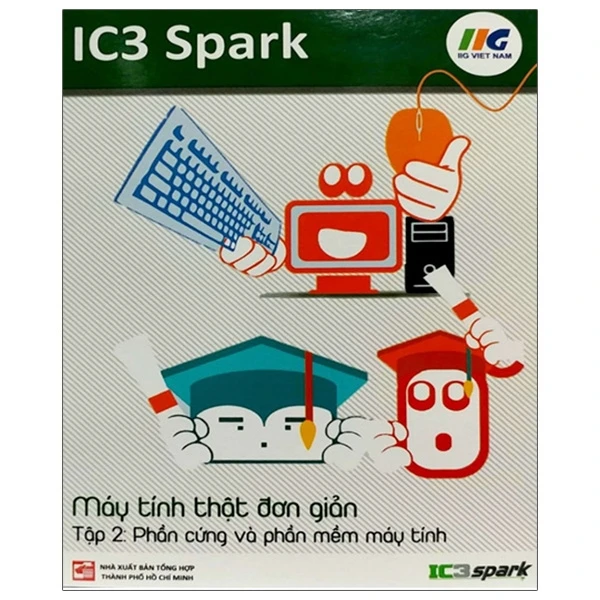 IC3 Spark
IIG
IIG VIET NAM
Máy tính thật đơn giản
Tập 2: Phần cứng và phần mềm máy tính
NHÀ XUẤT BẢN TỔNG HỢP
THÀNH PHỐ HỒ CHÍ MINH
IC3 spark